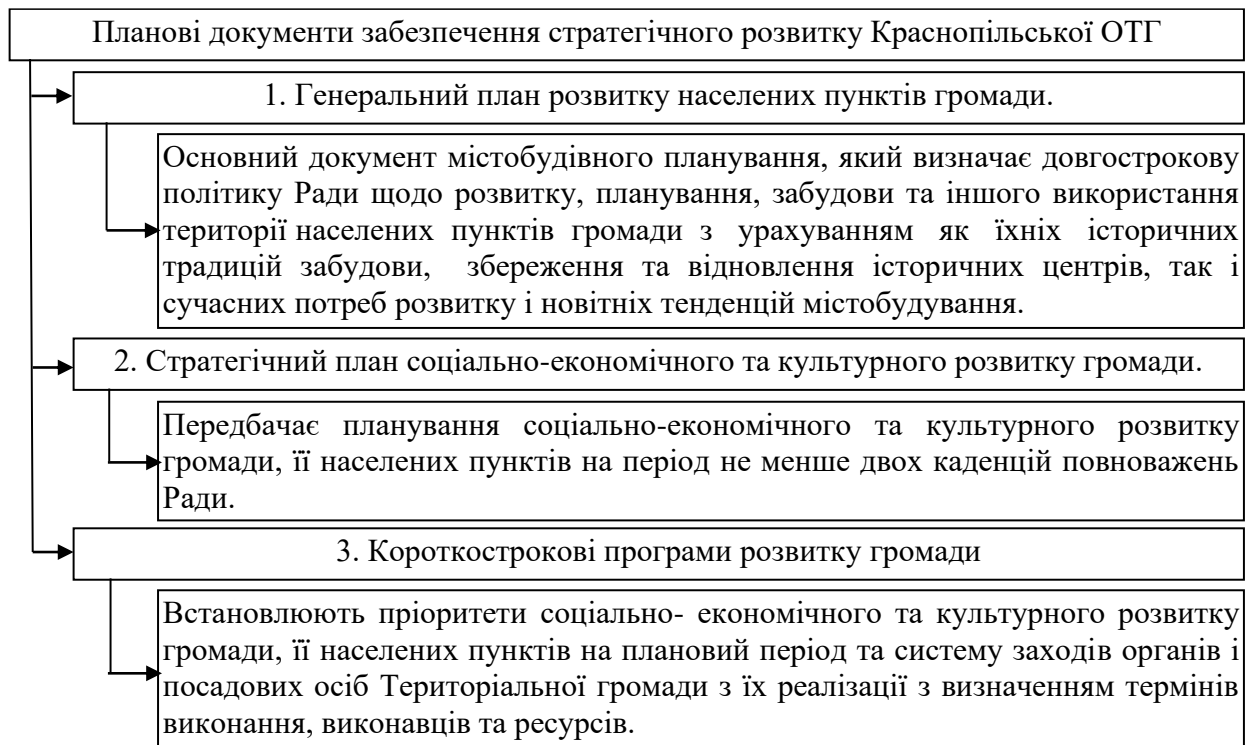 Планові документи забезпечення стратегічного розвитку Краснопільської ОТГ
1. Генеральний план розвитку населених пунктів громади.
Основний документ містобудівного планування, який визначає довгострокову
політику Ради щодо розвитку, планування, забудови та іншого використання
території населених пунктів громади з урахуванням як їхніх історичних
традицій забудови, збереження та відновлення історичних центрів, так і
сучасних потреб розвитку і новітніх тенденцій містобудування.
2. Стратегічний план соціально-економічного та культурного розвитку громади.
Передбачає планування соціально-економічного та культурного розвитку
громади, її населених пунктів на період не менше двох каденцій повноважень
Ради.
3. Короткострокові програми розвитку громади
Встановлюють пріоритети соціально- економічного та культурного розвитку
громади, її населених пунктів на плановий період та систему заходів органів і
посадових осіб Територіальної громади з їх реалізації з визначенням термінів
виконання, виконавців та ресурсів.